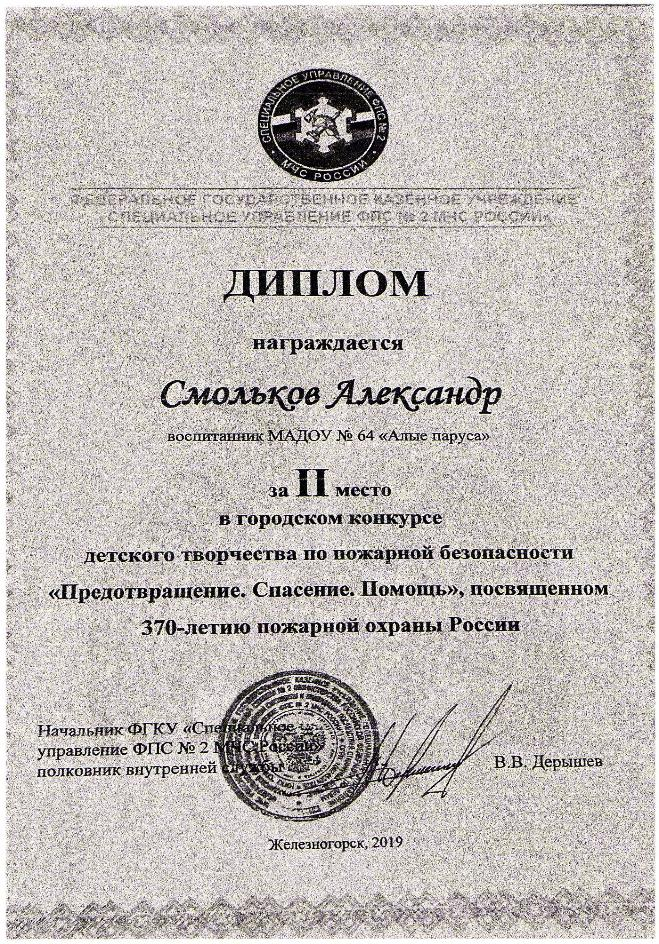 СПЕЦИАЛЬНОЕ УПРАВЛЕНИЕ ФПС № 2
МЧС РОССИИ
ФЕДЕРАЛЬНОЕ ГОСУДАРСТВЕННОЕ КАЗЕННОЕ УЧРЕЖДЕНИЕ
«СПЕЦИАЛЬНОЕ УПРАВЛЕНИЕ ФПС № 2 МЧС РОССИИ»
ДИПЛОМ
награждается
Смольков Александр
воспитанник МАДОУ № 64 «Алые паруса»
за II место
в городском конкурсе
детского творчества по пожарной безопасности
«Предотвращение. Спасение. Помощь», посвященном
370-летию пожарной охраны России
Начальник ФГКУ «Специальное
управление ФПС № 2 МЧС России»
полковник внутренней службы
В.В. Дерышев
Железногорск, 2019